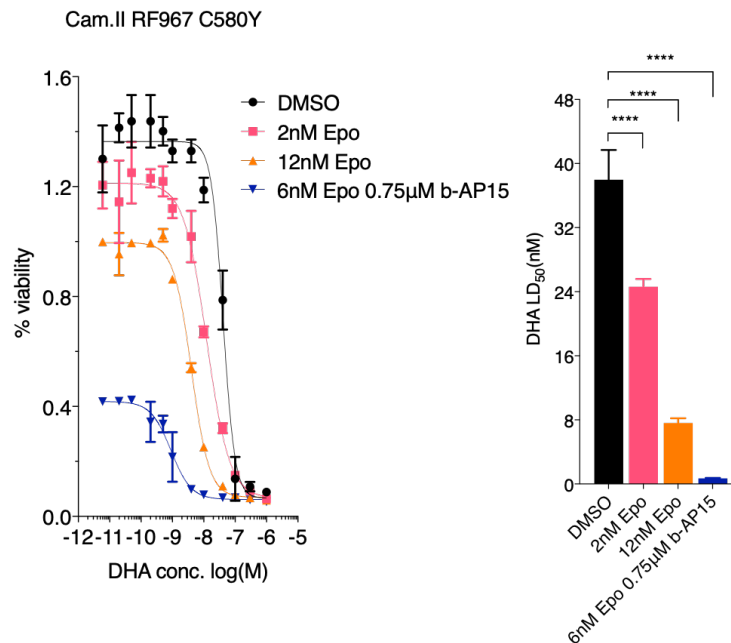 Cam.II RF967 C580Y
1.6
1.2
0.8
0.4
0.0
% viability
-12 -11 -10 -9 -8 -7 -6 -5
DHA conc. log(M)
DMSO
2nM Epo
12nM Epo
6nM Epo 0.75µM b-AP15
****
****
****
48
40
32
24
16
8
0
DHA LD50(nM)
DMSO
2nM Epo
12nM Epo
6nM Epo 0.75µM b-AP15